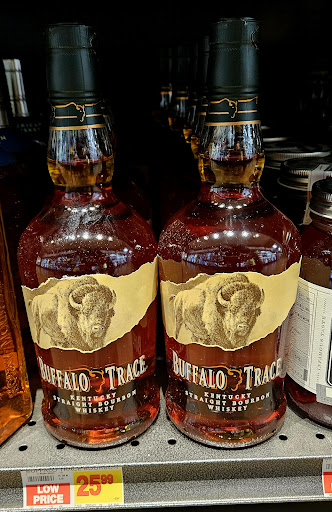 BUFFALO TRACE
KENTUCKY
STRAIGHT BOURBON
WHISKEY
BUFFALO TRACE
KENTUCKY
STRAIGHT BOURBON
WHISKEY
LOW
PRICE
25.99